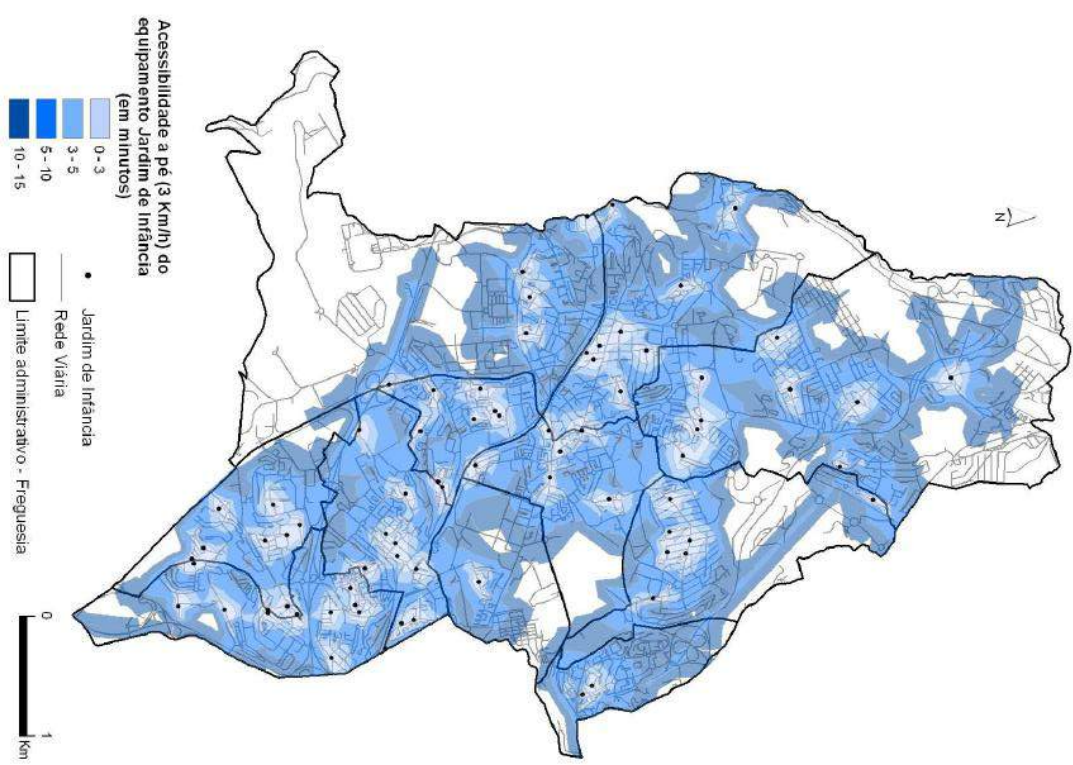 Acessibilidade a pé (3 Km/h) do
equipamento Jardim de Infância
(em minutos)
0 - 3
3 - 5
5 - 10
10 - 15
Jardim de Infância
Rede Viária
Limite administrativo - Freguesia
0 1
Km
N